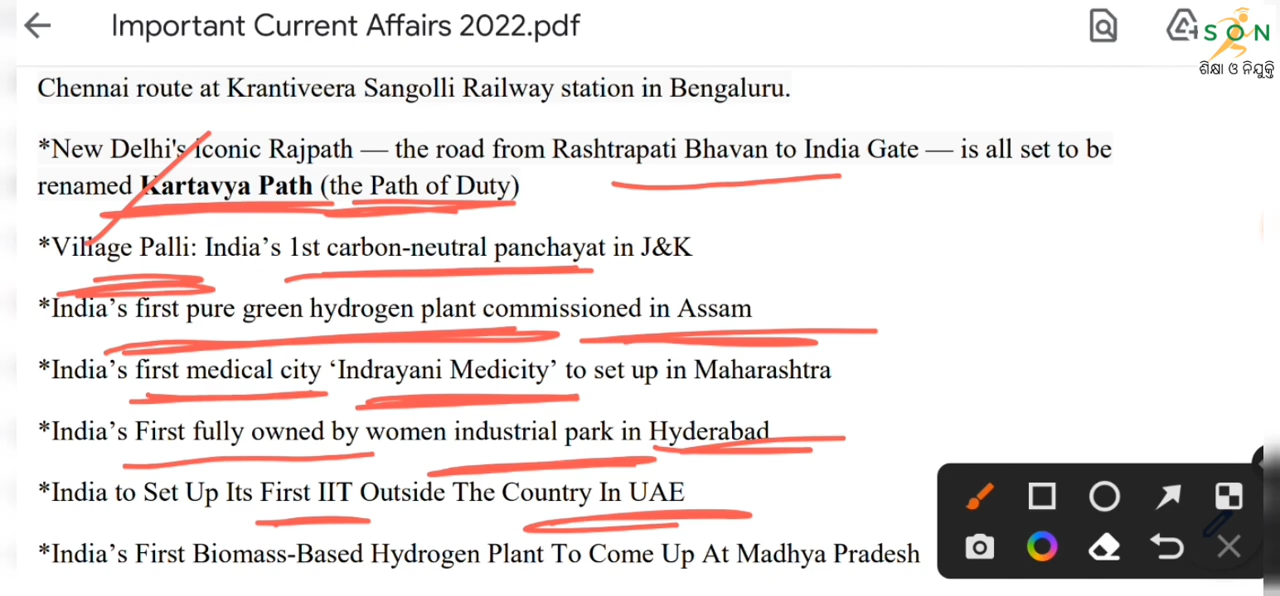 Important Current Affairs 2022.pdf
SON
ଶିକ୍ଷା ଓ ନିଯୁକ୍ତି
Chennai route at Krantiveera Sangolli Railway station in Bengaluru.
*New Delhi's iconic Rajpath — the road from Rashtrapati Bhavan to India Gate — is all set to be
renamed Kartavya Path (the Path of Duty)
*Village Palli: India’s 1st carbon-neutral panchayat in J&K
*India’s first pure green hydrogen plant commissioned in Assam
*India’s first medical city ‘Indrayani Medicity’ to set up in Maharashtra
*India’s First fully owned by women industrial park in Hyderabad
*India to Set Up Its First IIT Outside The Country In UAE
*India’s First Biomass-Based Hydrogen Plant To Come Up At Madhya Pradesh